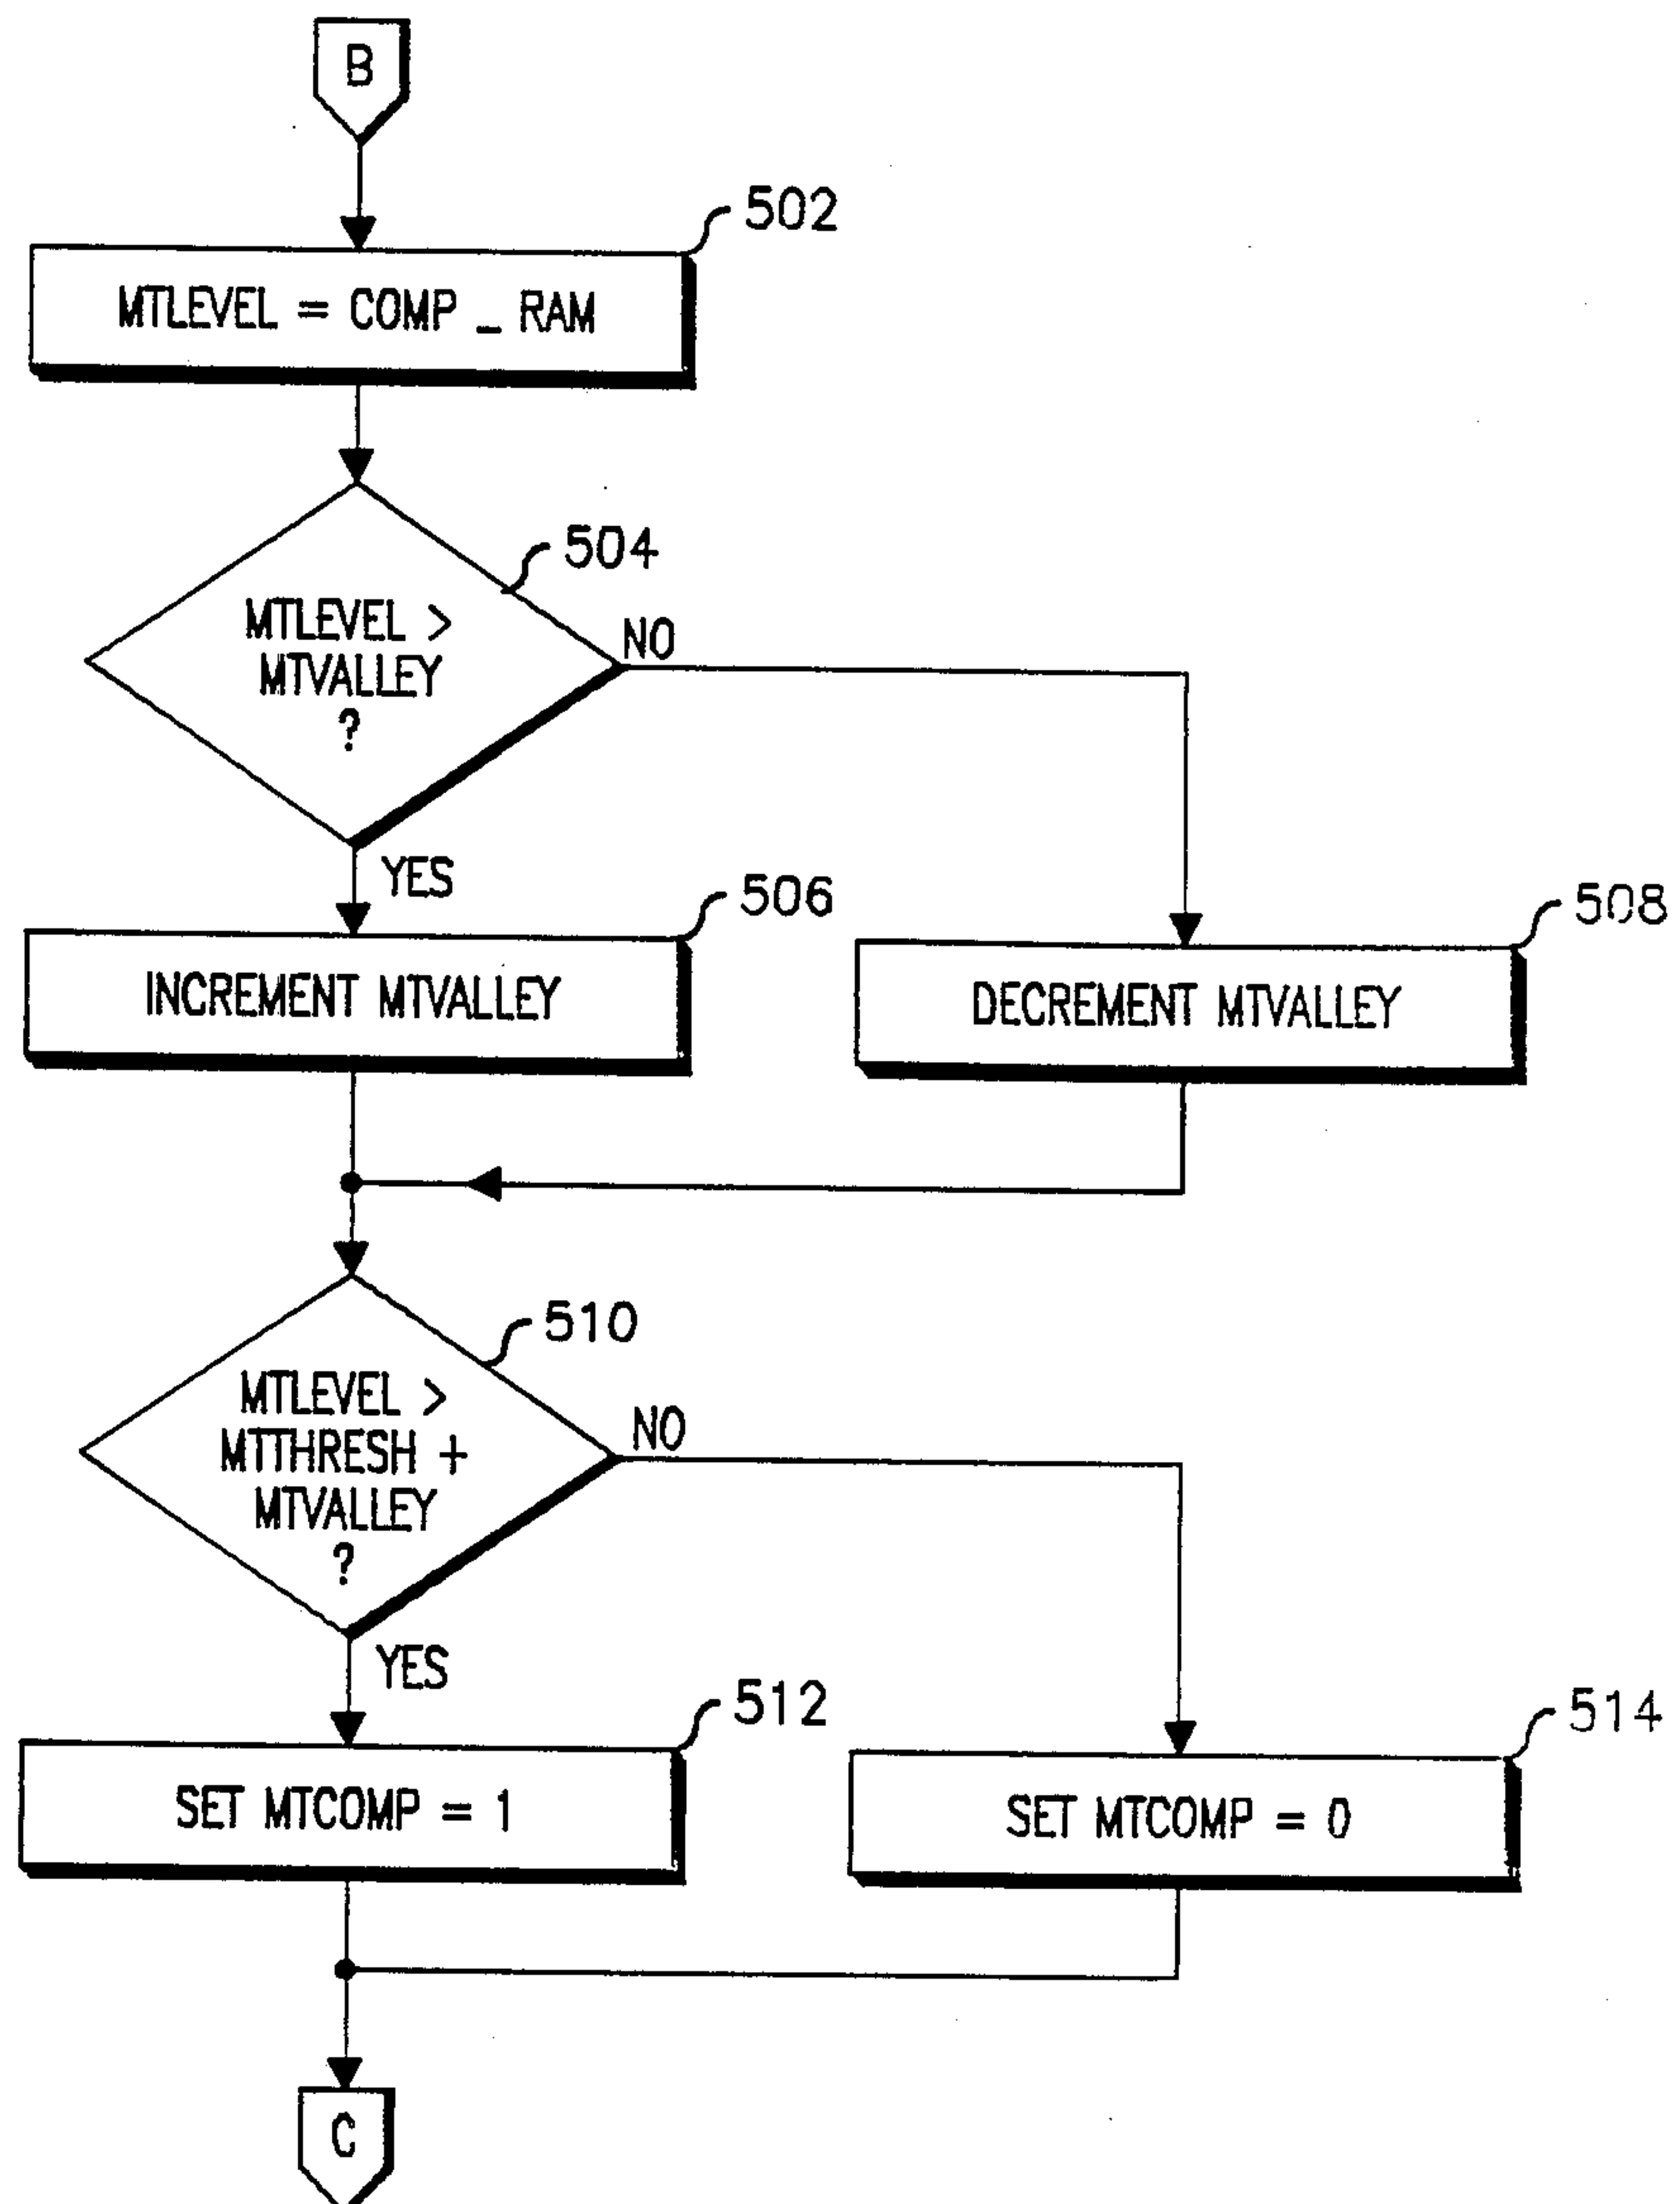 B
502
MTLEVEL = COMP _ RAM
504
MTLEVEL >
MTVALLEY
?
NO
YES
506
INCREMENT MTVALLEY
508
DECREMENT MTVALLEY
510
MTLEVEL >
MTTHRESH +
MTVALLEY
?
NO
YES
512
SET MTCOMP = 1
514
SET MTCOMP = 0
C